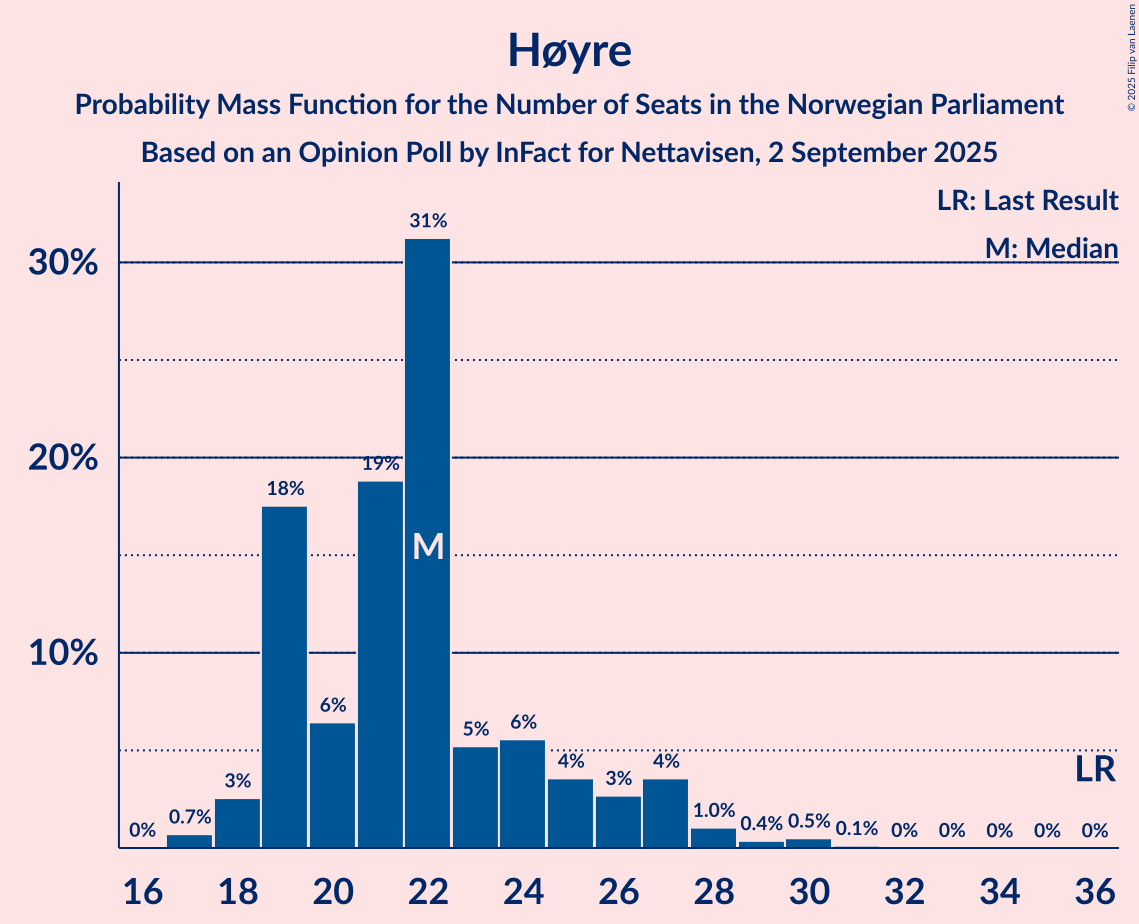 Høyre
Probability Mass Function for the Number of Seats in the Norwegian Parliament
Based on an Opinion Poll by InFact for Nettavisen, 2 September 2025
© 2025 Filip van Laenen
LR: Last Result
M: Median
30%
20%
10%
0%
0.7%
3%
18%
6%
19%
31%
5%
6%
4%
3%
4%
1.0%
0.4%
0.5%
0.1%
0%
0%
0%
0%
0%
M
LR
16 18 20 22 24 26 28 30 32 34 36